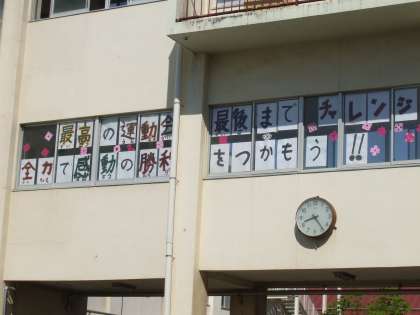 最高の運動会 最後までチャレンジ
全力で感動の勝利をつかもう!!